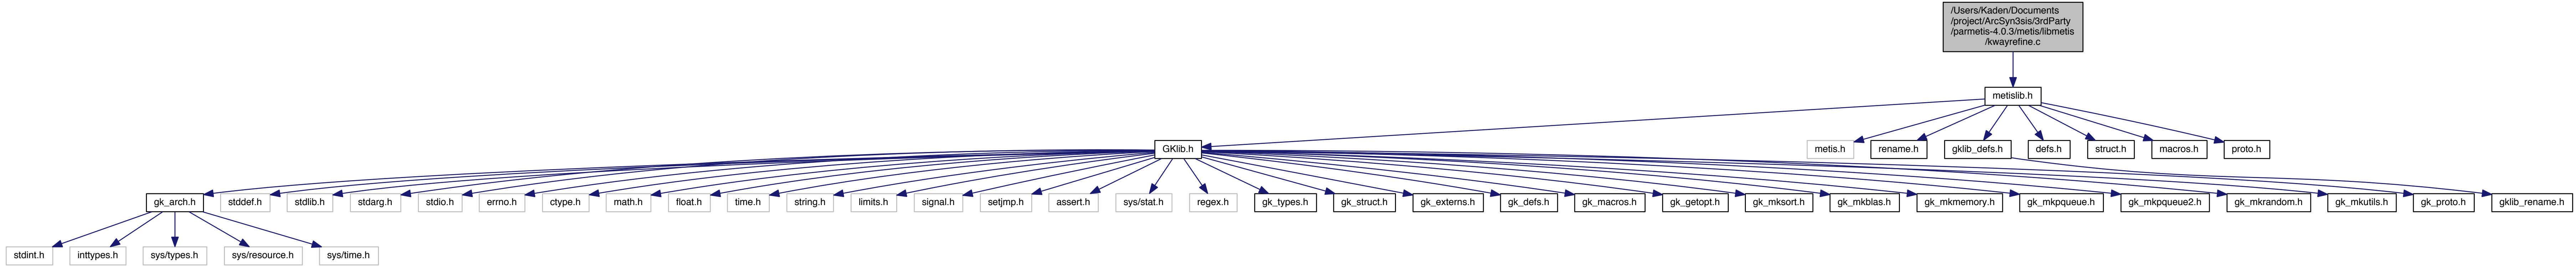 /Users/Kaden/Documents
/project/ArcSyn3sis/3rdParty
/parmetis-4.0.3/metis/libmetis
/kwayrefine.c
metislib.h
GKlib.h
metis.h
rename.h
gklib_defs.h
defs.h
struct.h
macros.h
proto.h
gk_arch.h
stddef.h
stdlib.h
stdarg.h
stdio.h
errno.h
ctype.h
math.h
float.h
time.h
string.h
limits.h
signal.h
setjmp.h
assert.h
sys/stat.h
regex.h
gk_types.h
gk_struct.h
gk_externs.h
gk_defs.h
gk_macros.h
gk_getopt.h
gk_mksort.h
gk_mkblas.h
gk_mkmemory.h
gk_mkpqueue.h
gk_mkpqueue2.h
gk_mkrandom.h
gk_mkutils.h
gk_proto.h
gklib_rename.h
stdint.h
inttypes.h
sys/types.h
sys/resource.h
sys/time.h